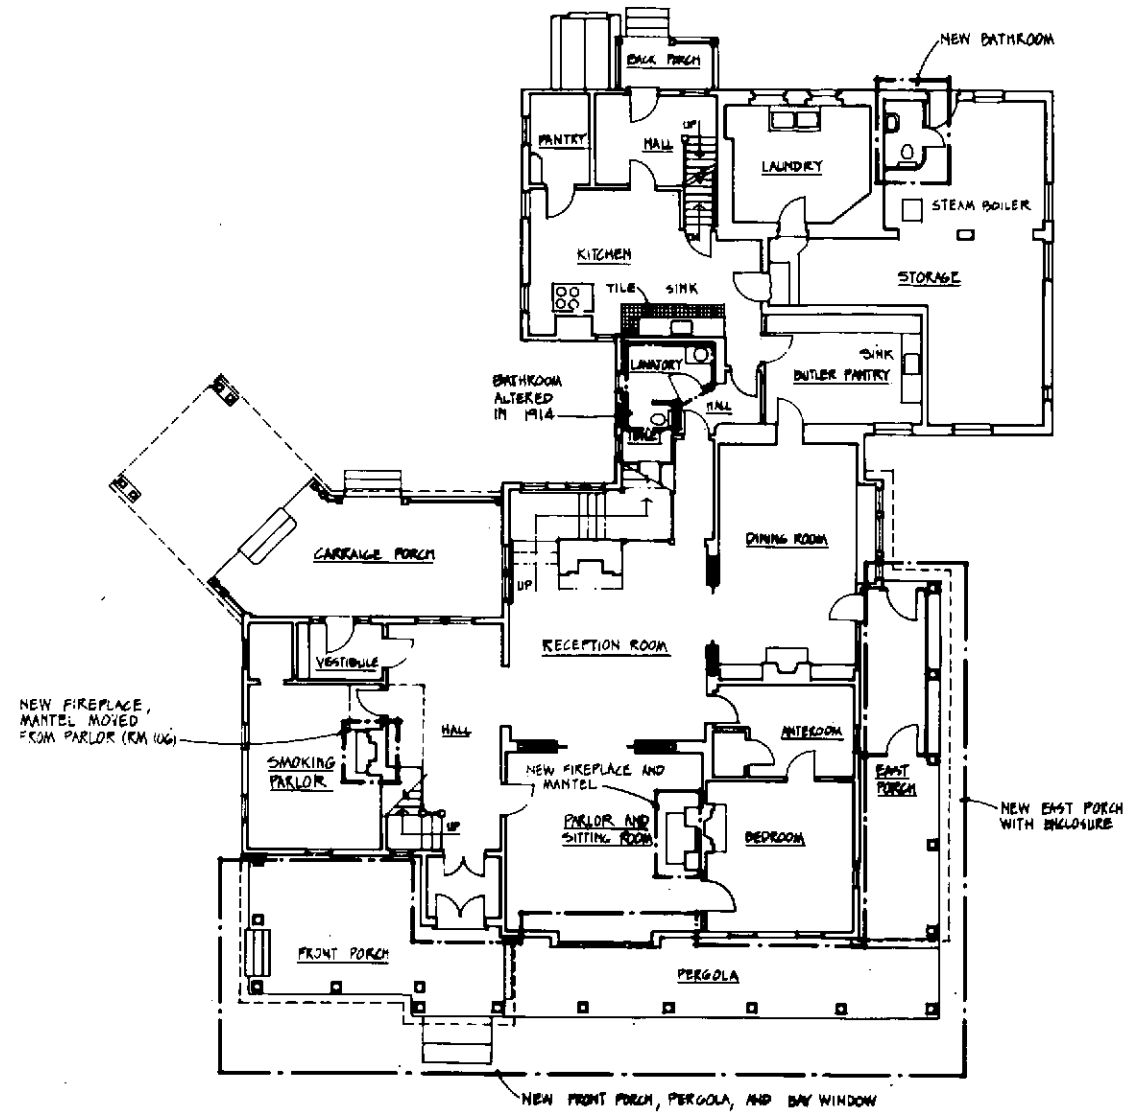 NEW BATHROOM
BACK PORCH
PANTRY
HALL
UP
LAUNDRY
STEAM BOILER
KITCHEN
STORAGE
TILE
SINK
LAVATORY
SINK
BUTLER PANTRY
BATHROOM
ALTERED
IN 1914
HALL
TOILET
DINING ROOM
CARRAIGE PORCH
UP
RECEPTION ROOM
VESTIBULE
NEW FIREPLACE,
MANTEL MOVED
FROM PARLOR (RM 106)
HALL
ANTEROOM
SMOKING
PARLOR
NEW FIREPLACE AND
MANTEL
EAST
PORCH
NEW EAST PORCH
WITH ENCLOSURE
UP
PARLOR AND
SITTING ROOM
BEDROOM
FRONT PORCH
PERGOLA
NEW FRONT PORCH, PERGOLA, AND BAY WINDOW